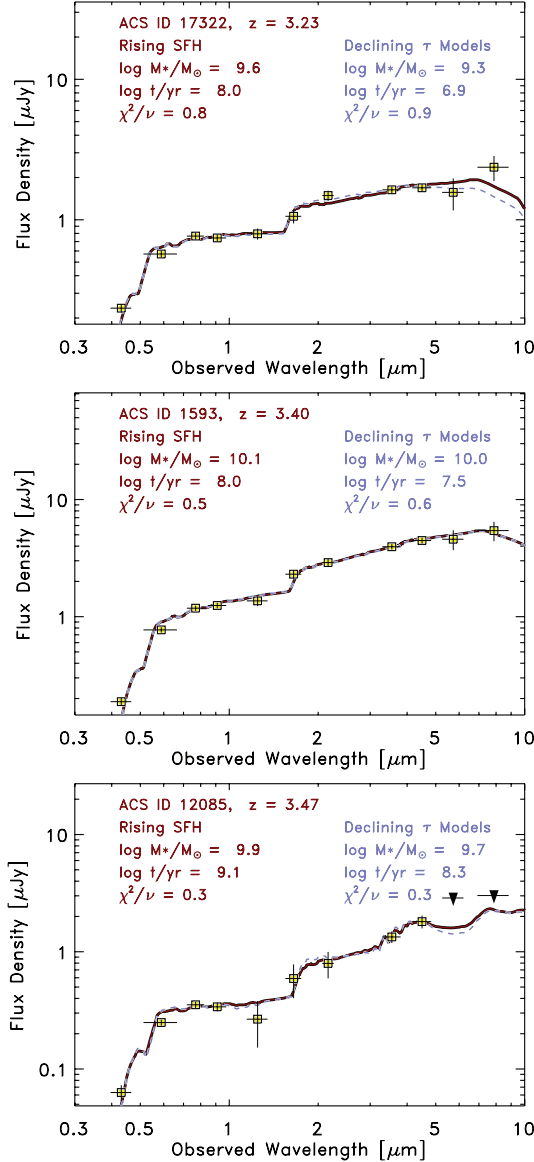 ACS ID 17322, z = 3.23
Rising SFH
log M*/M⊙ = 9.6
log t/yr = 8.0
χ²/ν = 0.8
Declining τ Models
log M*/M⊙ = 9.3
log t/yr = 6.9
χ²/ν = 0.9
Flux Density [μJy]
10
1
0.3 0.5 1 2 5 10
Observed Wavelength [μm]
ACS ID 1593, z = 3.40
Rising SFH
log M*/M⊙ = 10.1
log t/yr = 8.0
χ²/ν = 0.5
Declining τ Models
log M*/M⊙ = 10.0
log t/yr = 7.5
χ²/ν = 0.6
Flux Density [μJy]
10
1
0.3 0.5 1 2 5 10
Observed Wavelength [μm]
ACS ID 12085, z = 3.47
Rising SFH
log M*/M⊙ = 9.9
log t/yr = 9.1
χ²/ν = 0.3
Declining τ Models
log M*/M⊙ = 9.7
log t/yr = 8.3
χ²/ν = 0.3
Flux Density [μJy]
10
1
0.1
0.3 0.5 1 2 5 10
Observed Wavelength [μm]